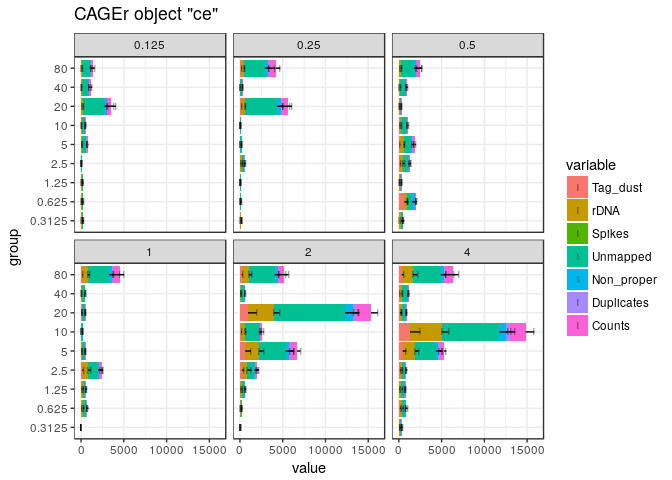 CAGEr object "ce"
0.125 0.25 0.5
80
40
20
10
5
2.5
1.25
0.625
0.3125
group
1 2 4
80
40
20
10
5
2.5
1.25
0.625
0.3125
0 5000 10000 15000 0 5000 10000 15000 0 5000 10000 15000
value
variable
Tag_dust
rDNA
Spikes
Unmapped
Non_proper
Duplicates
Counts